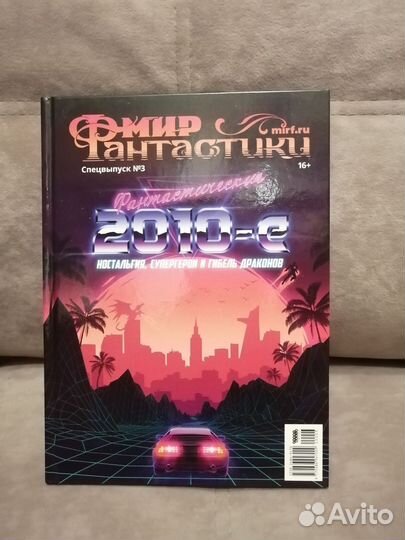 МИР
Фантастики
mirf.ru
Спецвыпуск №3
16+
Фантастические
2010-е
НОСТАЛЬГИЯ, СУПЕРГЕРОИ И ГИБЕЛЬ ДРАКОНОВ
Avito